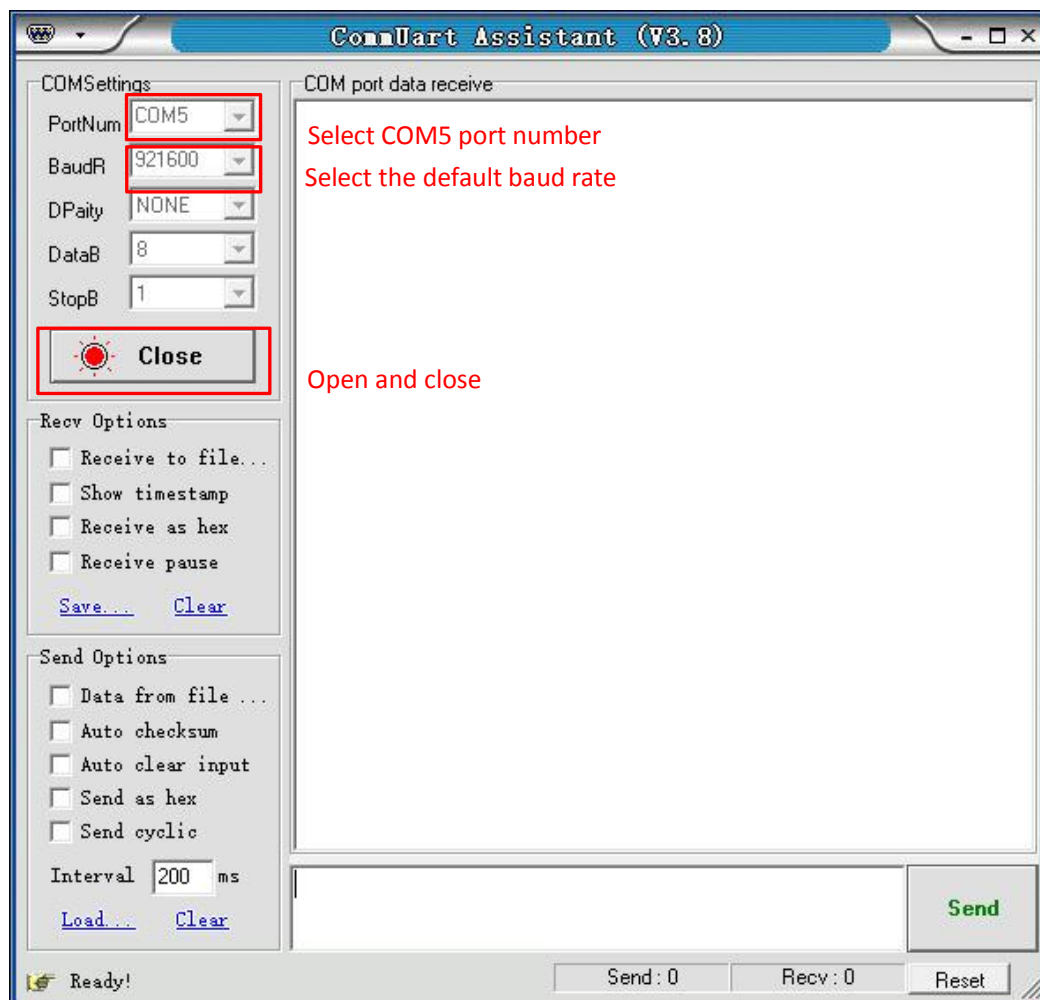 CommUart Assistant (V3.8)
COMSettings
PortNum COM5
BaudR 921600
DPaity NONE
DataB 8
StopB 1
Close
Recv Options
Receive to file...
Show timestamp
Receive as hex
Receive pause
Save... Clear
Send Options
Data from file ...
Auto checksum
Auto clear input
Send as hex
Send cyclic
Interval 200 ms
Load... Clear
COM port data receive
Select COM5 port number
Select the default baud rate
Open and close
Send
Ready!
Send : 0
Recv : 0
Reset